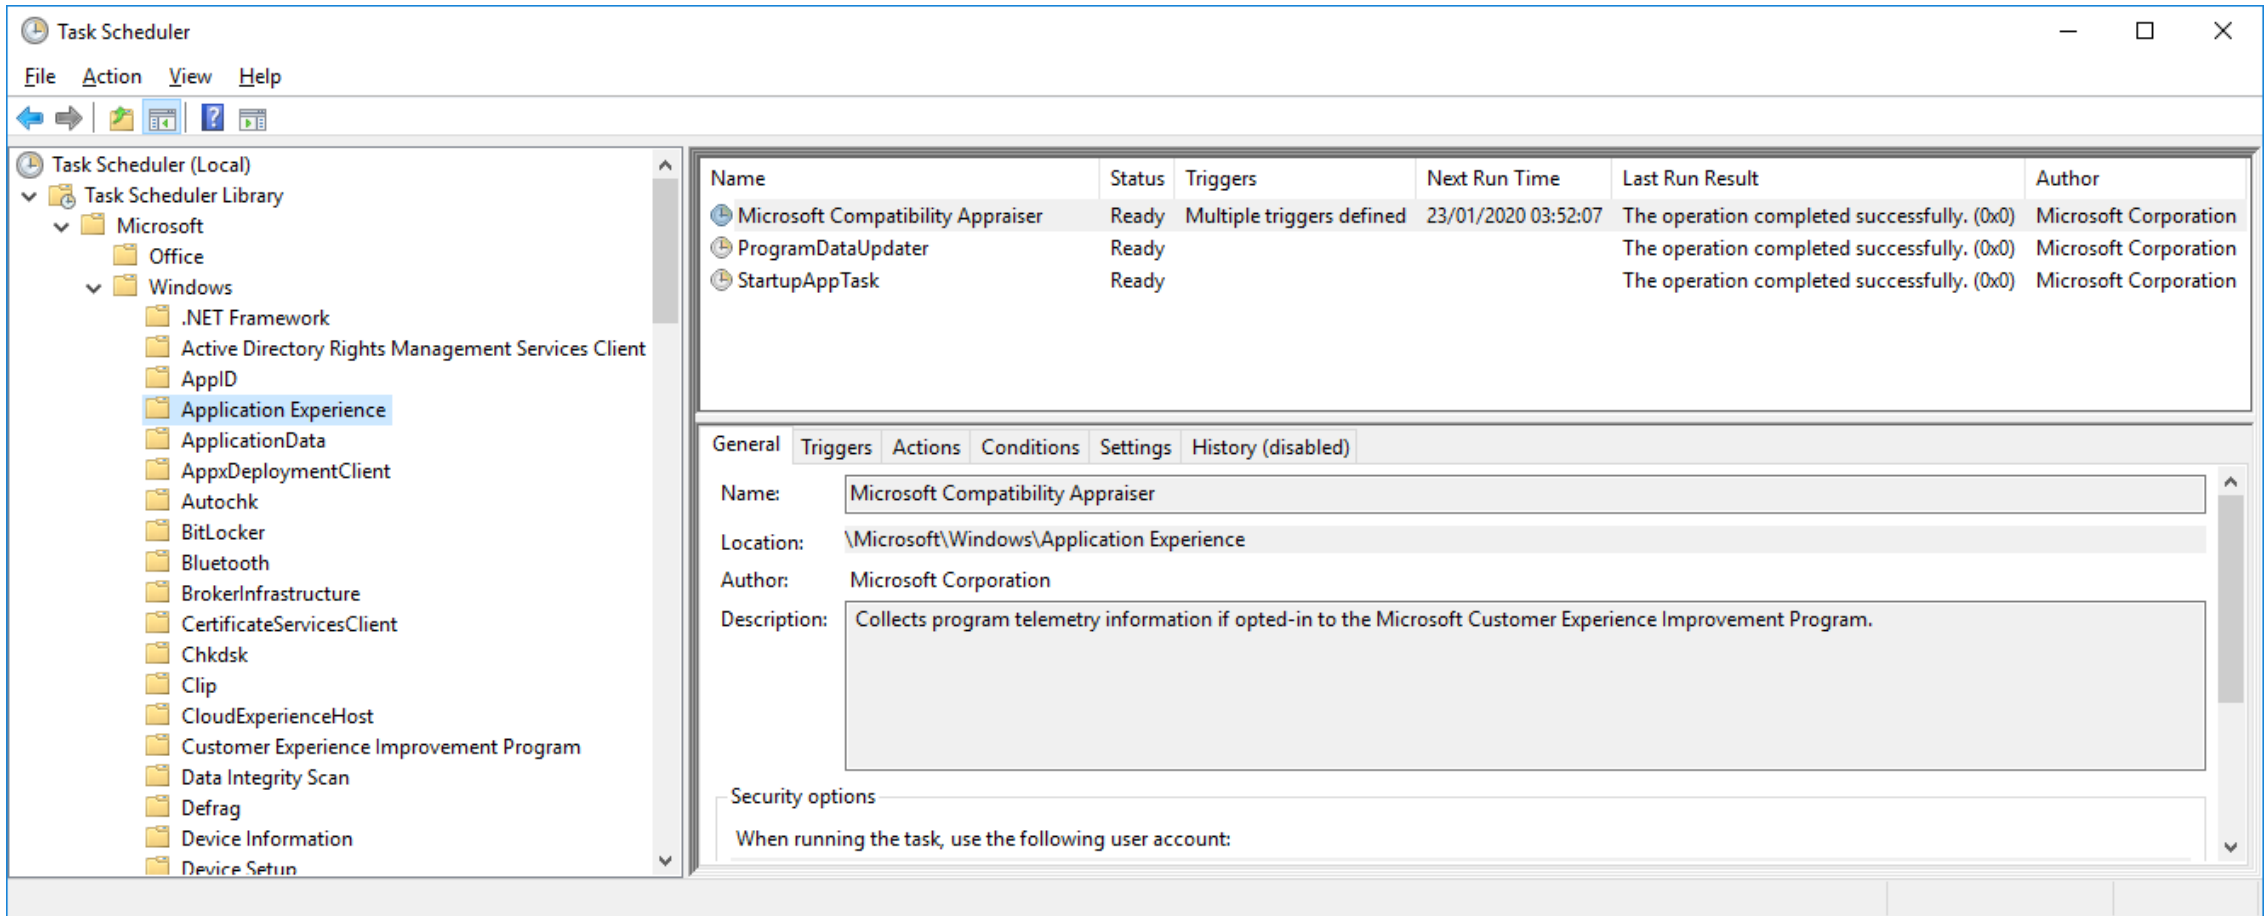 Task Scheduler
File Action View Help
Task Scheduler (Local)
Task Scheduler Library
Microsoft
Office
Windows
.NET Framework
Active Directory Rights Management Services Client
AppID
Application Experience
ApplicationData
AppxDeploymentClient
Autochk
BitLocker
Bluetooth
BrokerInfrastructure
CertificateServicesClient
Chkdsk
Clip
CloudExperienceHost
Customer Experience Improvement Program
Data Integrity Scan
Defrag
Device Information
Device Setup
Name Status Triggers Next Run Time Last Run Result Author
Microsoft Compatibility Appraiser Ready Multiple triggers defined 23/01/2020 03:52:07 The operation completed successfully. (0x0) Microsoft Corporation
ProgramDataUpdater Ready The operation completed successfully. (0x0) Microsoft Corporation
StartupAppTask Ready The operation completed successfully. (0x0) Microsoft Corporation
General Triggers Actions Conditions Settings History (disabled)
Name: Microsoft Compatibility Appraiser
Location: \Microsoft\Windows\Application Experience
Author: Microsoft Corporation
Description: Collects program telemetry information if opted-in to the Microsoft Customer Experience Improvement Program.
Security options
When running the task, use the following user account: